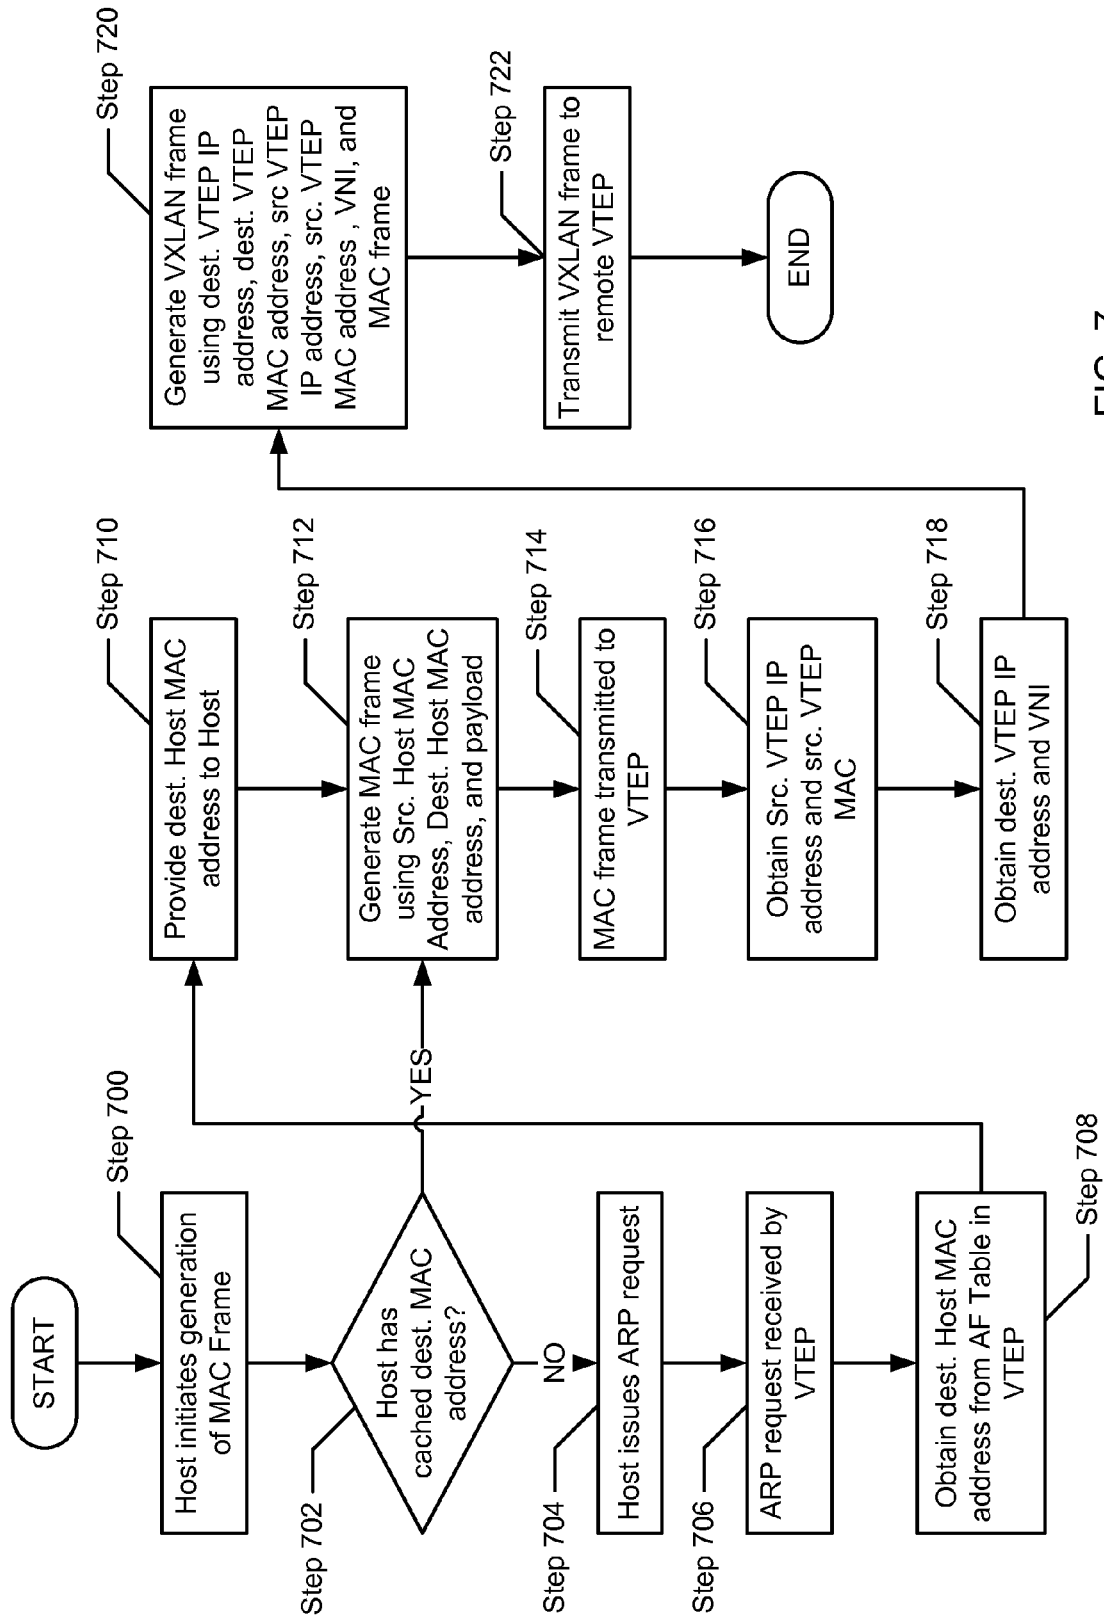 START
Step 700
Host initiates generation
of MAC Frame
Step 702
Host has
cached dest. MAC
address?
YES
NO
Step 704
Host issues ARP request
Step 706
ARP request received by
VTEP
Obtain dest. Host MAC
address from AF Table in
VTEP
Step 708
Step 710
Provide dest. Host MAC
address to Host
Step 712
Generate MAC frame
using Src. Host MAC
Address, Dest. Host MAC
address, and payload
Step 714
MAC frame transmitted to
VTEP
Step 716
Obtain Src. VTEP IP
address and src. VTEP
MAC
Step 718
Obtain dest. VTEP IP
address and VNI
Step 720
Generate VXLAN frame
using dest. VTEP IP
address, dest. VTEP
MAC address, src VTEP
IP address, src. VTEP
MAC address , VNI, and
MAC frame
Step 722
Transmit VXLAN frame to
remote VTEP
END